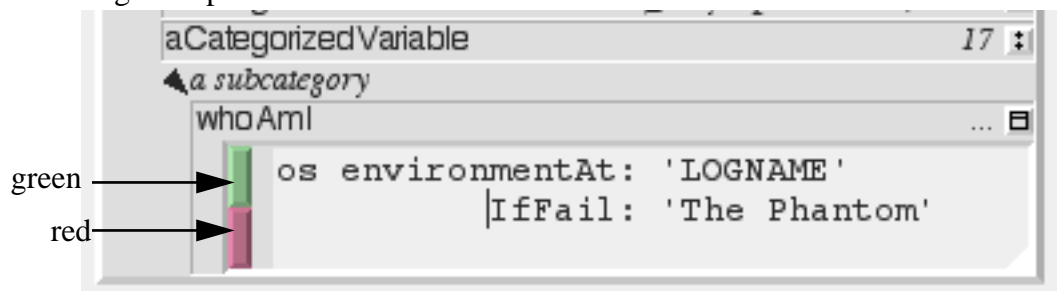 aCategorizedVariable 17
a subcategory
whoAmI ...
green os environmentAt: 'LOGNAME'
IfFail: 'The Phantom'
red